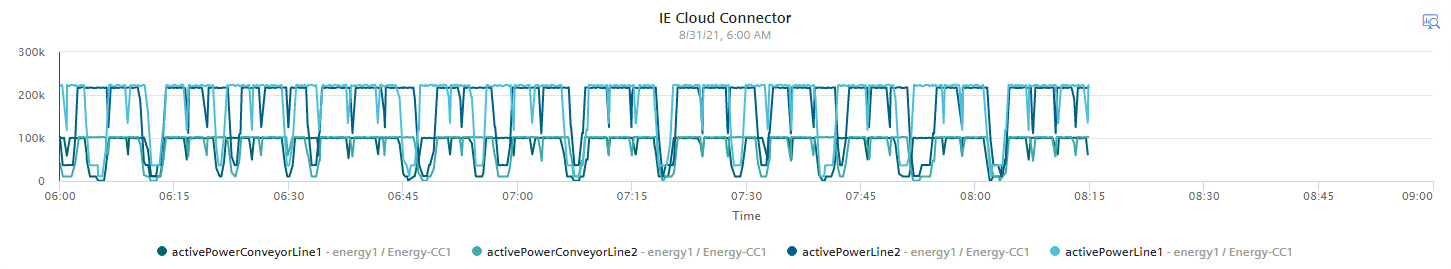 IE Cloud Connector
8/31/21, 6:00 AM
300k
200k
100k
0
06:00 06:15 06:30 06:45 07:00 07:15 07:30 07:45 08:00 08:15 08:30 08:45 09:00
Time
activePowerConveyorLine1 - energy1 / Energy-CC1 activePowerConveyorLine2 - energy1 / Energy-CC1 activePowerLine2 - energy1 / Energy-CC1 activePowerLine1 - energy1 / Energy-CC1